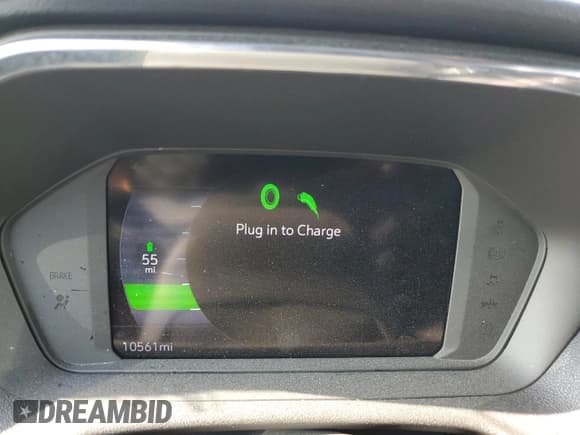 Plug in to Charge
55
mi
BRAKE
10561mi
DREAMBID